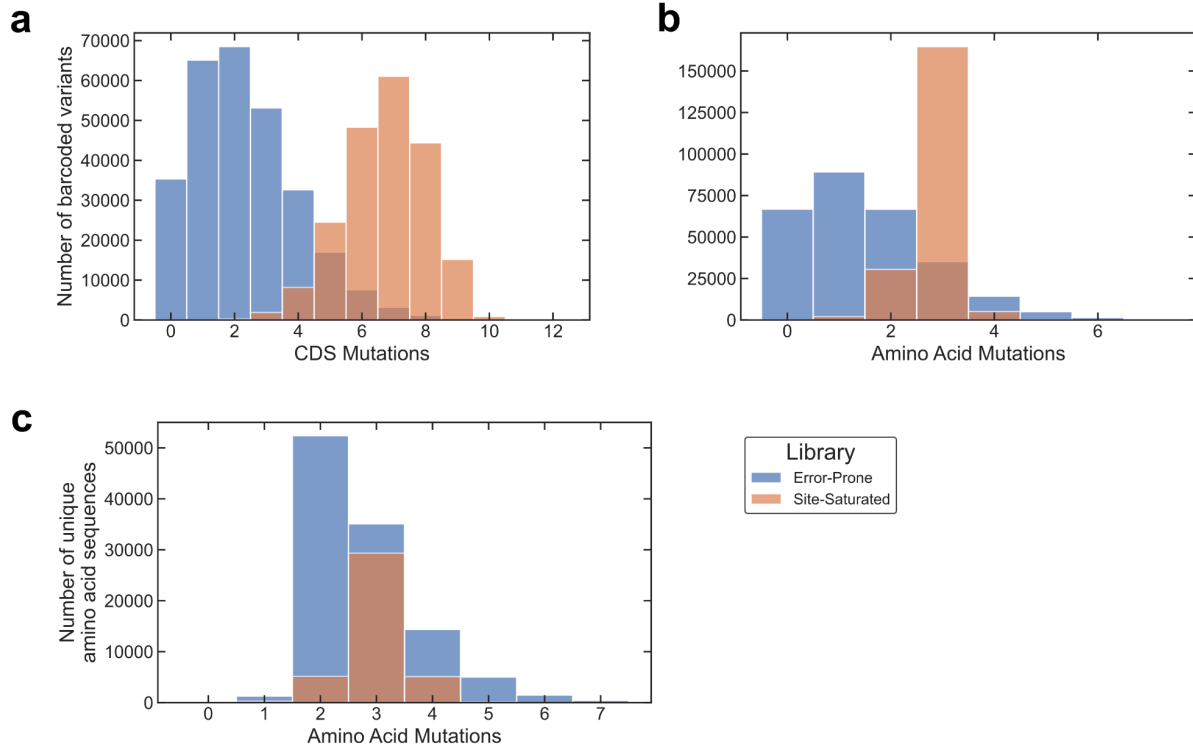 a
Number of barcoded variants
70000
60000
50000
40000
30000
20000
10000
0
0 2 4 6 8 10 12
CDS Mutations
b
150000
125000
100000
75000
50000
25000
0
0 2 4 6
Amino Acid Mutations
c
Number of unique
amino acid sequences
50000
40000
30000
20000
10000
0
0 1 2 3 4 5 6 7
Amino Acid Mutations
Library
Error-Prone
Site-Saturated